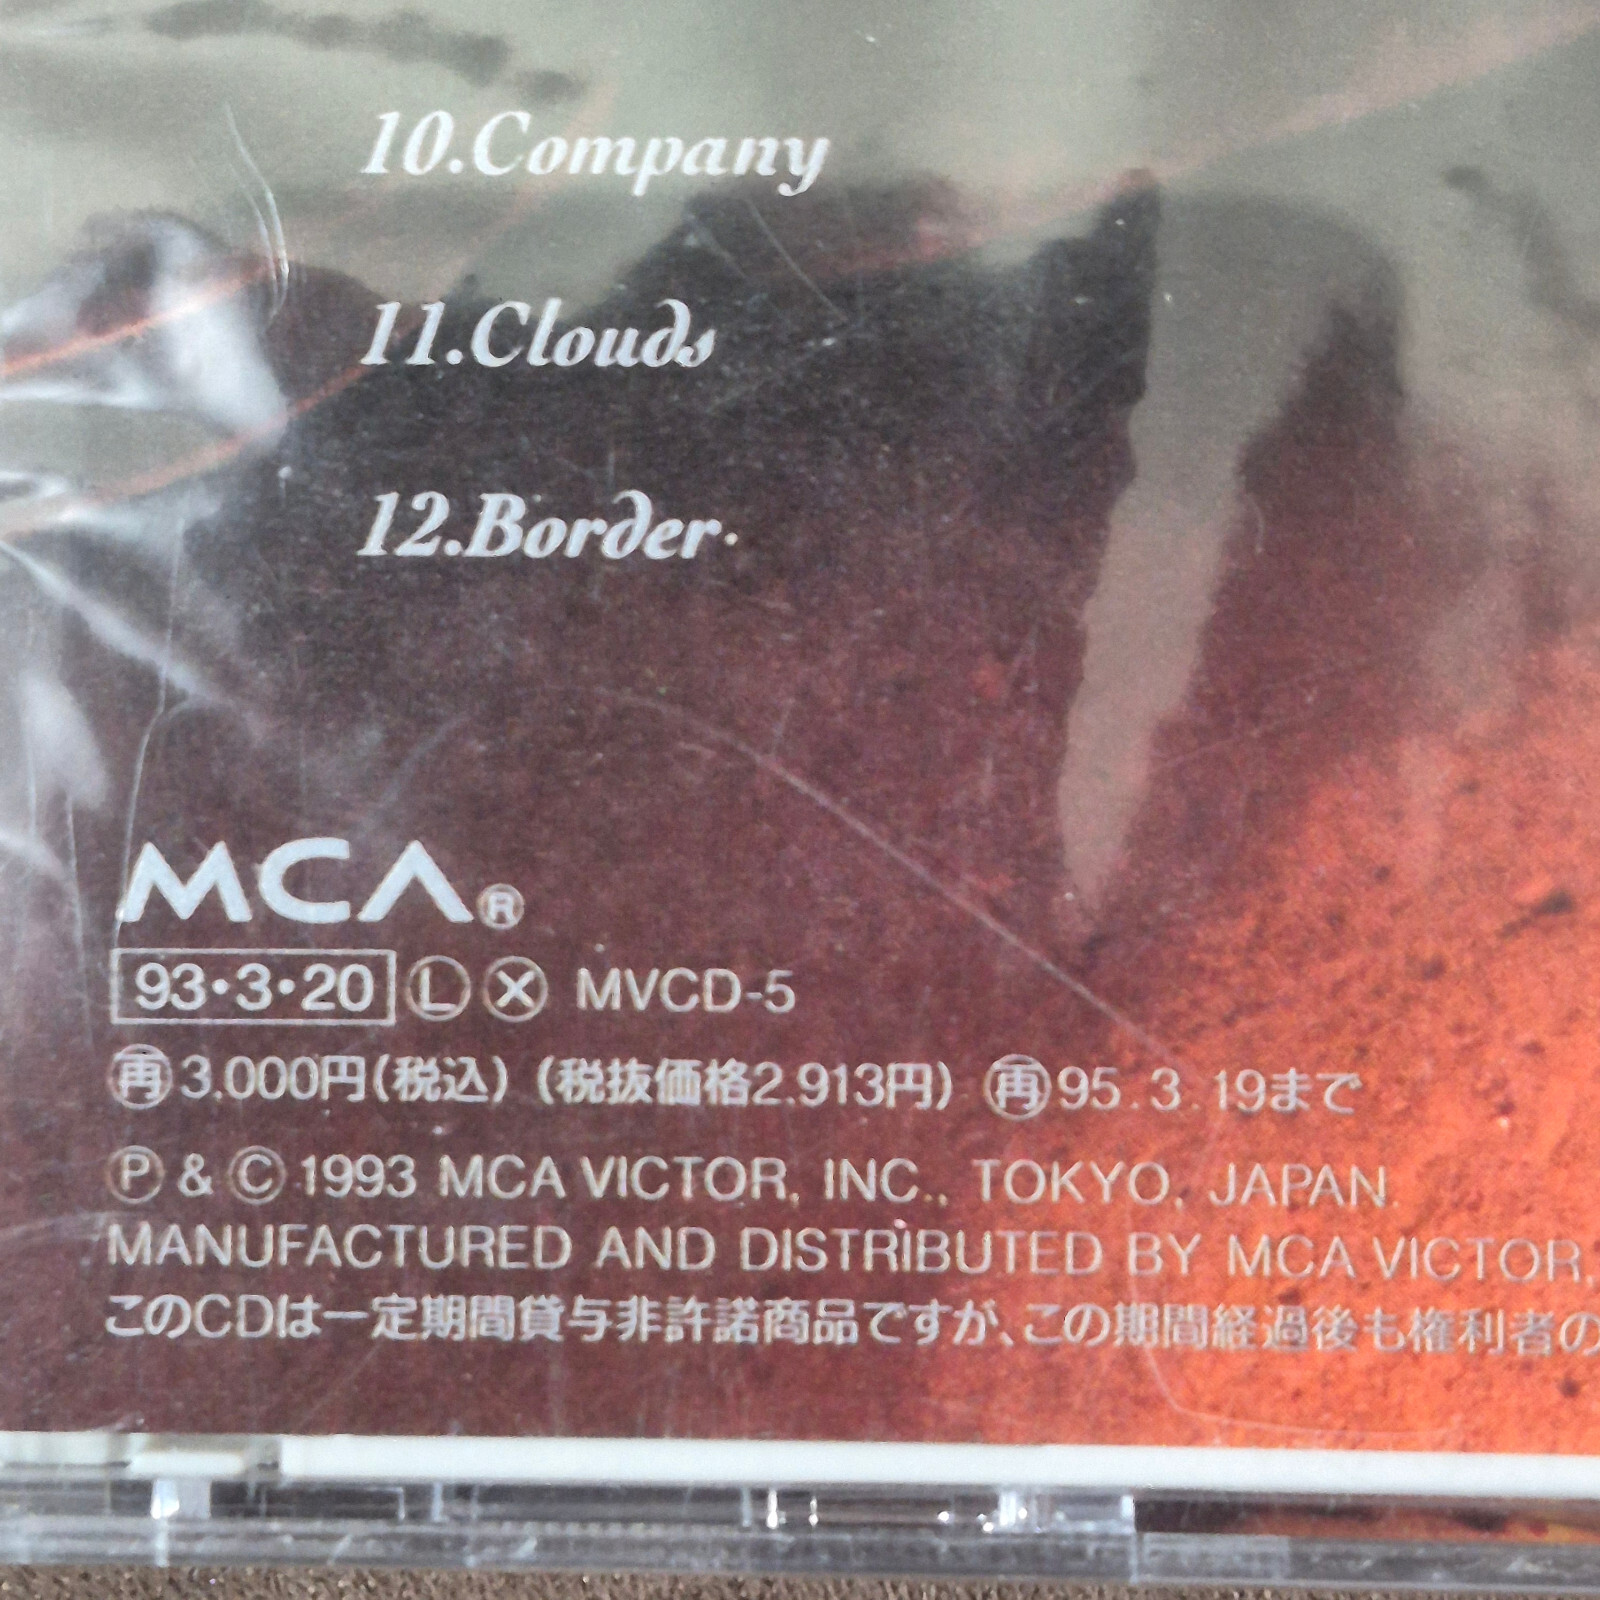 10.Company
11.Clouds
12.Border
MCA®
93・3・20 Ⓛ Ⓧ MVCD-5
㊢3,000円(税込) (税抜価格2,913円) ㊢95.3.19まで
Ⓟ & © 1993 MCA VICTOR, INC., TOKYO, JAPAN.
MANUFACTURED AND DISTRIBUTED BY MCA VICTOR,
このCDは一定期間貸与非許諾商品ですが、この期間経過後も権利者の